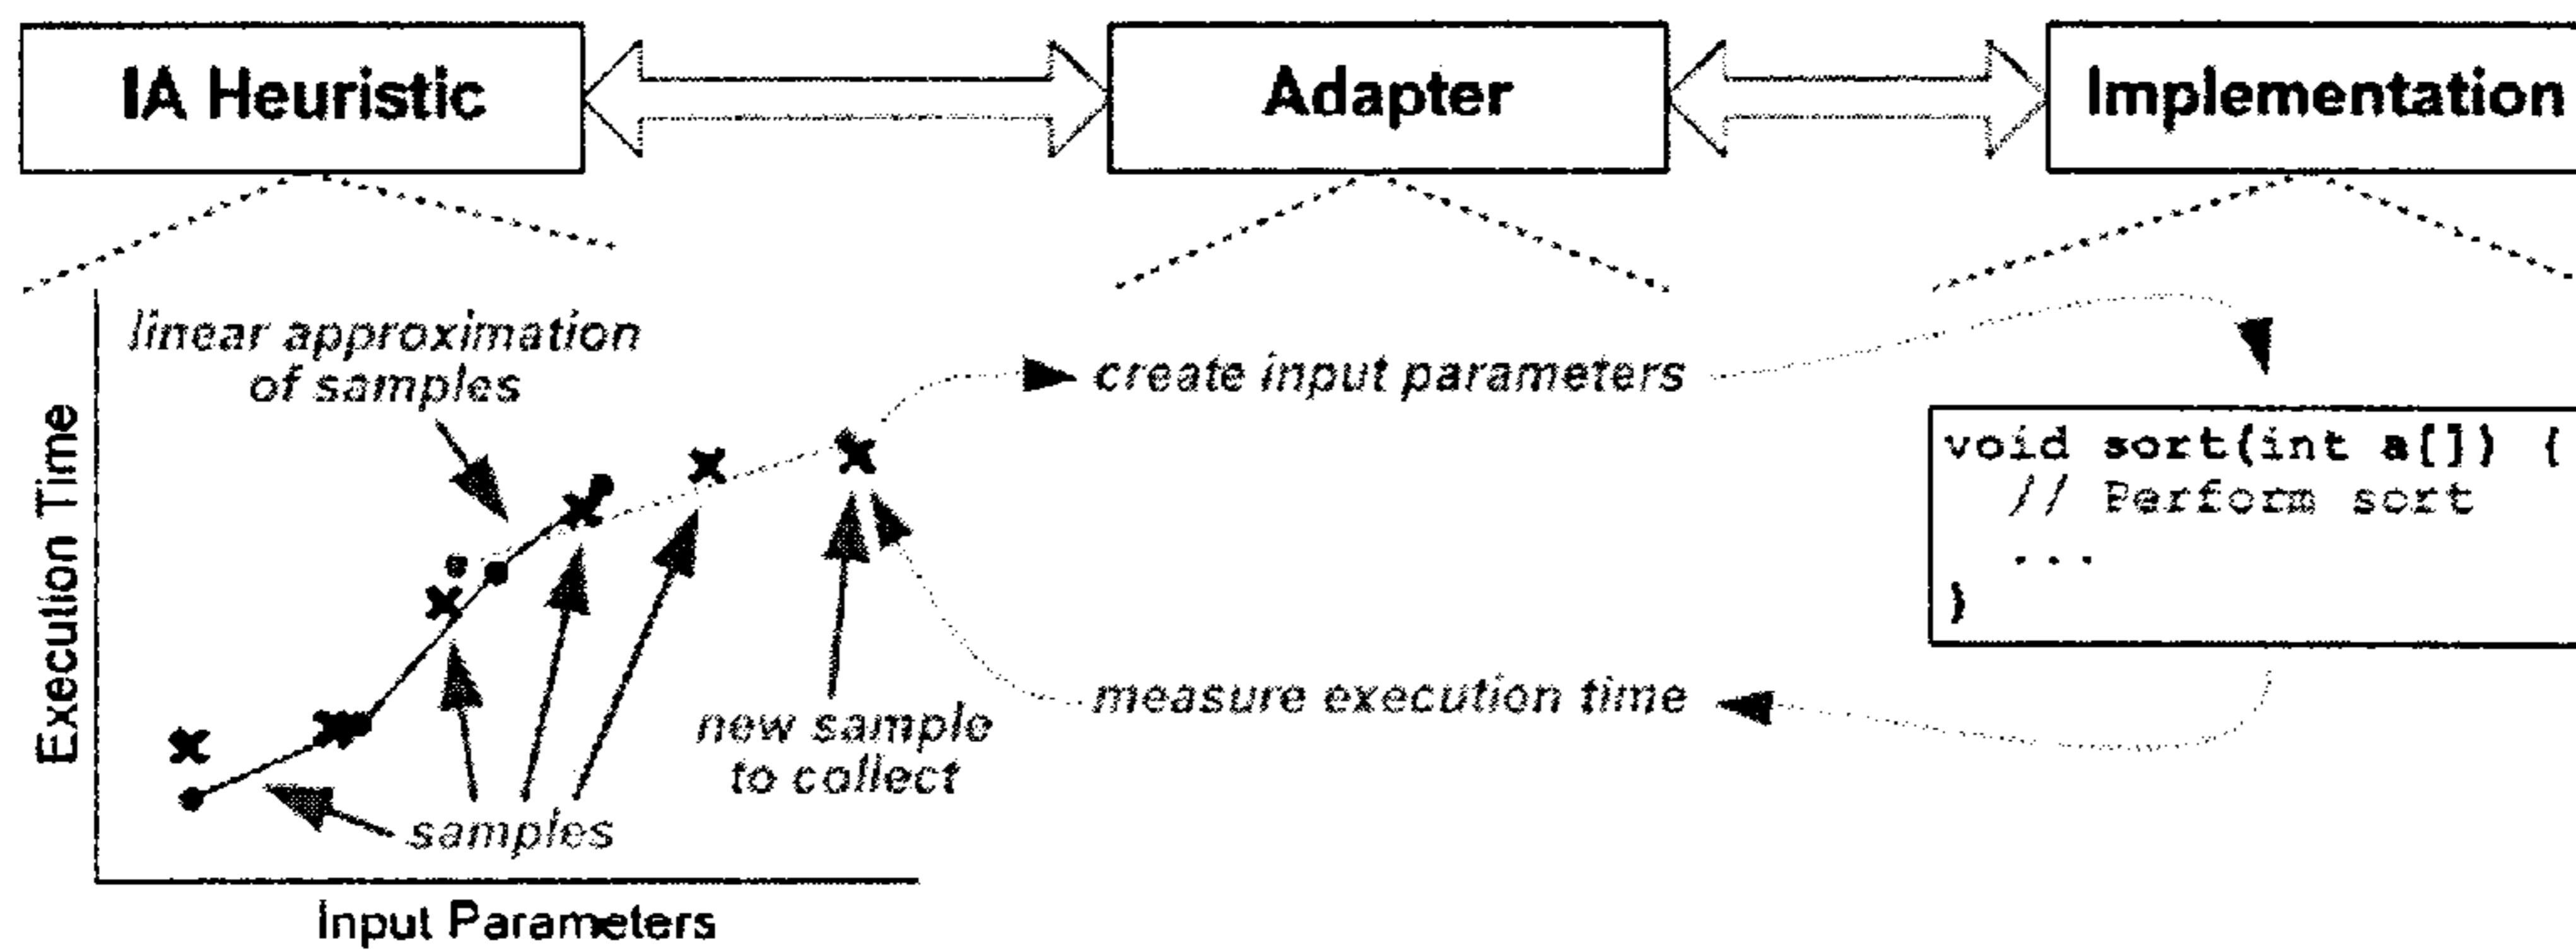 IA Heuristic
Adapter
Implementation
linear approximation
of samples
create input parameters
void sort(int a[]) {
// Perform sort
...
}
Execution Time
new sample
to collect
measure execution time
samples
Input Parameters